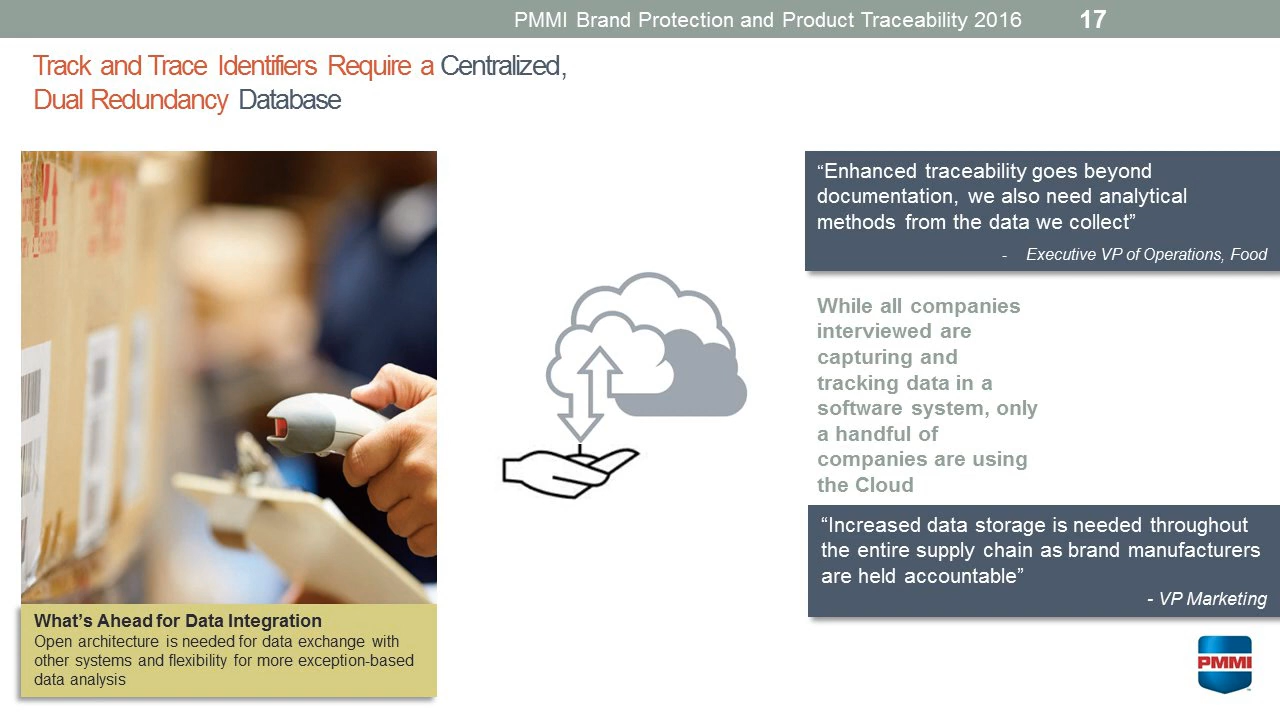 PMMI Brand Protection and Product Traceability 2016
17
Track and Trace Identifiers Require a Centralized,
Dual Redundancy Database
“Enhanced traceability goes beyond
documentation, we also need analytical
methods from the data we collect”
- Executive VP of Operations, Food
While all companies
interviewed are
capturing and
tracking data in a
software system, only
a handful of
companies are using
the Cloud
“Increased data storage is needed throughout
the entire supply chain as brand manufacturers
are held accountable”
- VP Marketing
What’s Ahead for Data Integration
Open architecture is needed for data exchange with
other systems and flexibility for more exception-based
data analysis
PMMI